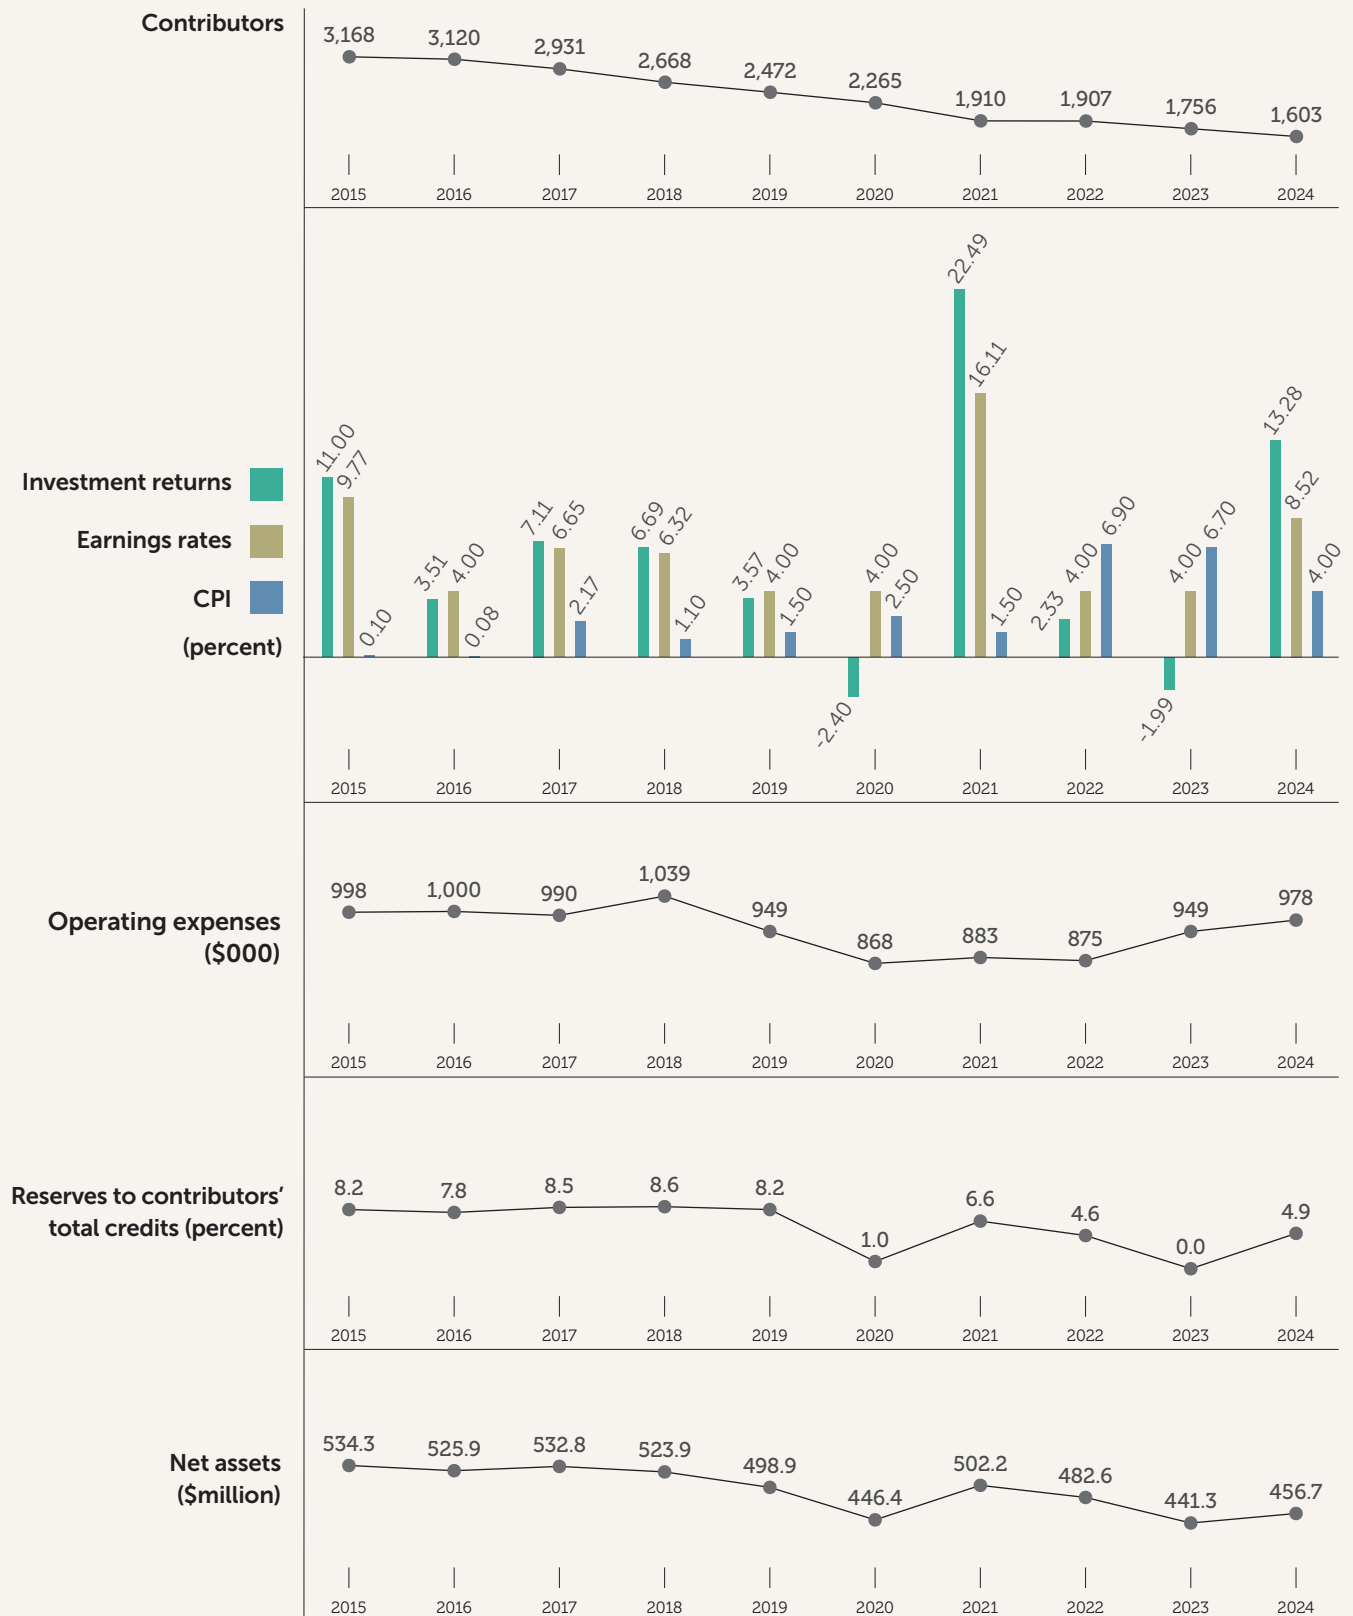 Contributors
3,168 3,120 2,931 2,668 2,472 2,265 1,910 1,907 1,756 1,603
2015 2016 2017 2018 2019 2020 2021 2022 2023 2024
Investment returns
Earnings rates
CPI
(percent)
11.00 9.77 0.10 3.51 4.00 0.08 7.11 6.65 2.17 6.69 6.32 1.10 3.57 4.00 1.50 -2.40 4.00 2.50 22.49 16.11 1.50 2.33 4.00 6.90 -1.99 4.00 6.70 13.28 8.52 4.00
2015 2016 2017 2018 2019 2020 2021 2022 2023 2024
Operating expenses
($000)
998 1,000 990 1,039 949 868 883 875 949 978
2015 2016 2017 2018 2019 2020 2021 2022 2023 2024
Reserves to contributors’
total credits (percent)
8.2 7.8 8.5 8.6 8.2 1.0 6.6 4.6 0.0 4.9
2015 2016 2017 2018 2019 2020 2021 2022 2023 2024
Net assets
($million)
534.3 525.9 532.8 523.9 498.9 446.4 502.2 482.6 441.3 456.7
2015 2016 2017 2018 2019 2020 2021 2022 2023 2024